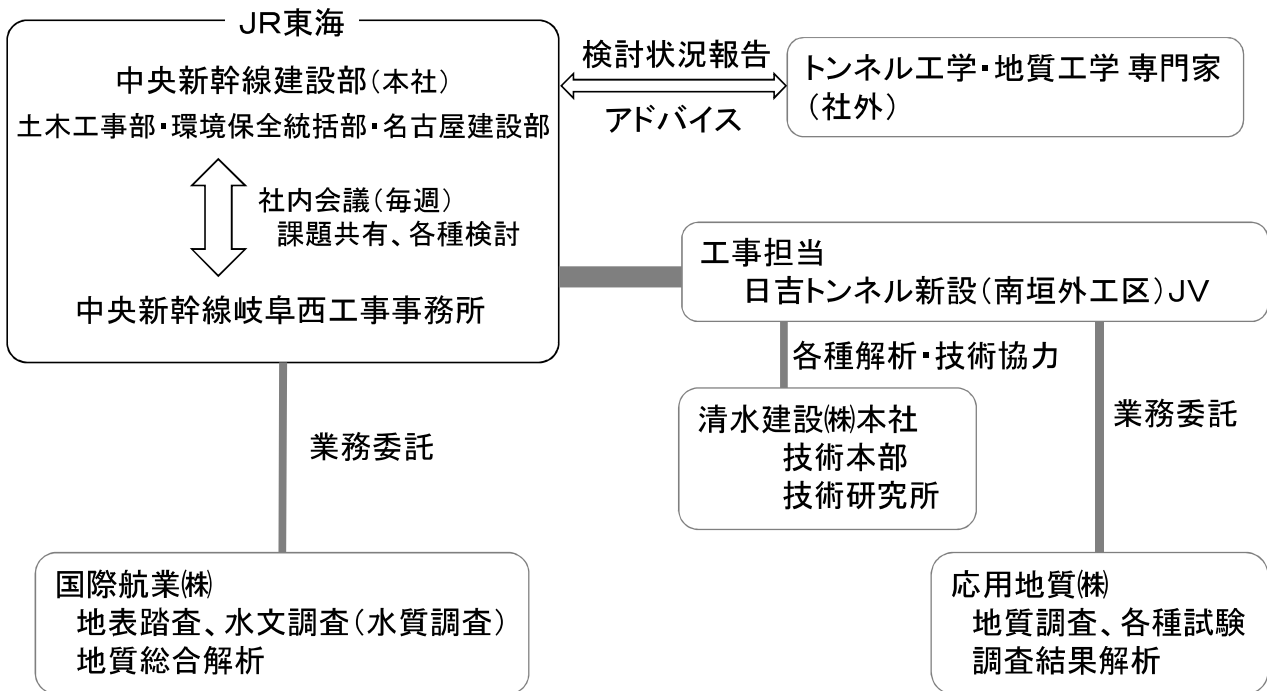 JR東海
中央新幹線建設部(本社)
土木工事部・環境保全統括部・名古屋建設部
社内会議(毎週)
課題共有、各種検討
中央新幹線岐阜西工事事務所
検討状況報告
アドバイス
トンネル工学・地質工学 専門家
(社外)
工事担当
日吉トンネル新設(南垣外工区)JV
各種解析・技術協力
清水建設㈱本社
技術本部
技術研究所
業務委託
業務委託
国際航業㈱
地表踏査、水文調査(水質調査)
地質総合解析
応用地質㈱
地質調査、各種試験
調査結果解析